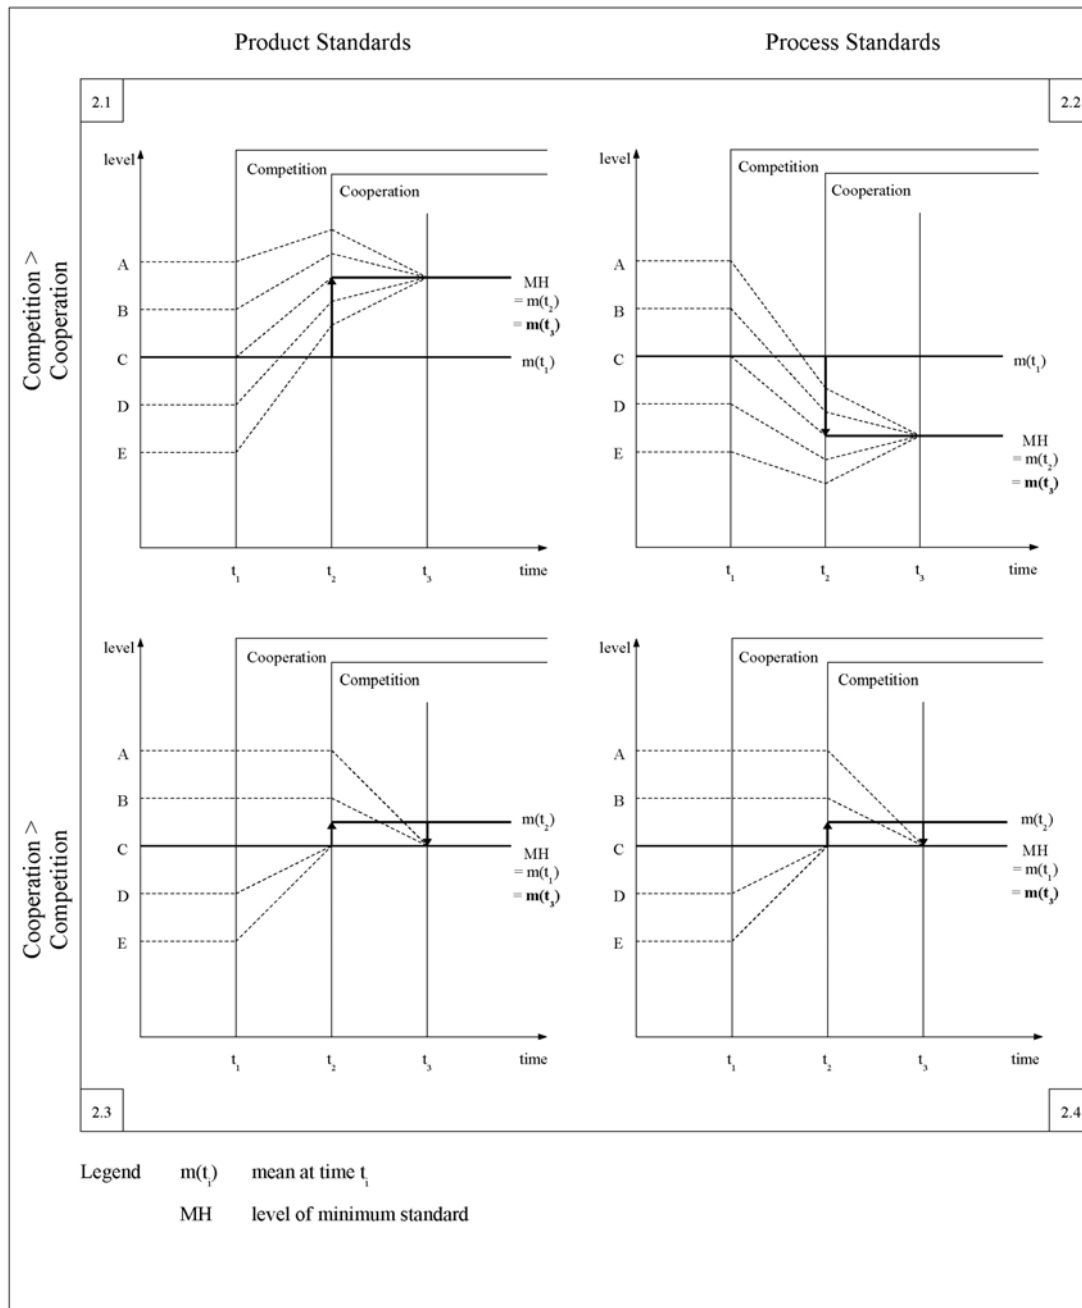 Product Standards
Process Standards
2.1
2.2
Competition >
Cooperation
level
Competition
Cooperation
A
B
C
D
E
MH
= m(t₂)
= m(t₃)
m(t₁)
t₁
t₂
t₃
time
level
Competition
Cooperation
A
B
C
D
E
m(t₁)
MH
= m(t₂)
= m(t₃)
t₁
t₂
t₃
time
Cooperation >
Competition
level
Cooperation
Competition
A
B
C
D
E
m(t₂)
MH
= m(t₁)
= m(t₃)
t₁
t₂
t₃
time
level
Cooperation
Competition
A
B
C
D
E
m(t₂)
MH
= m(t₁)
= m(t₃)
t₁
t₂
t₃
time
2.3
2.4
Legend m(tᵢ) mean at time tᵢ
MH level of minimum standard